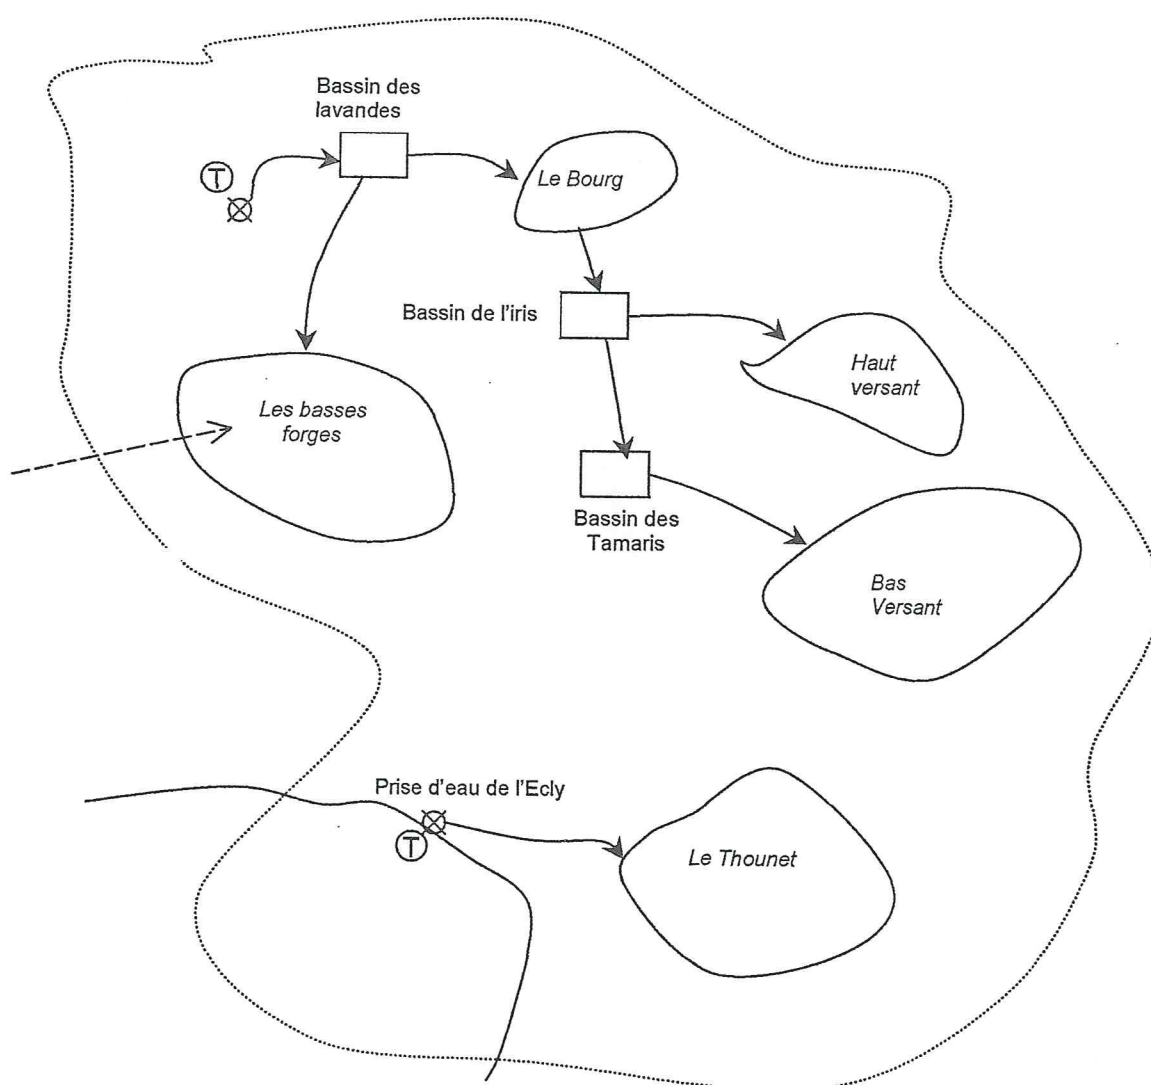 Bassin des
lavandes
T
Le Bourg
Bassin de l'iris
Haut
versant
Les basses
forges
Bassin des
Tamaris
Bas
Versant
Prise d'eau de l'Ecly
T
Le Thounet